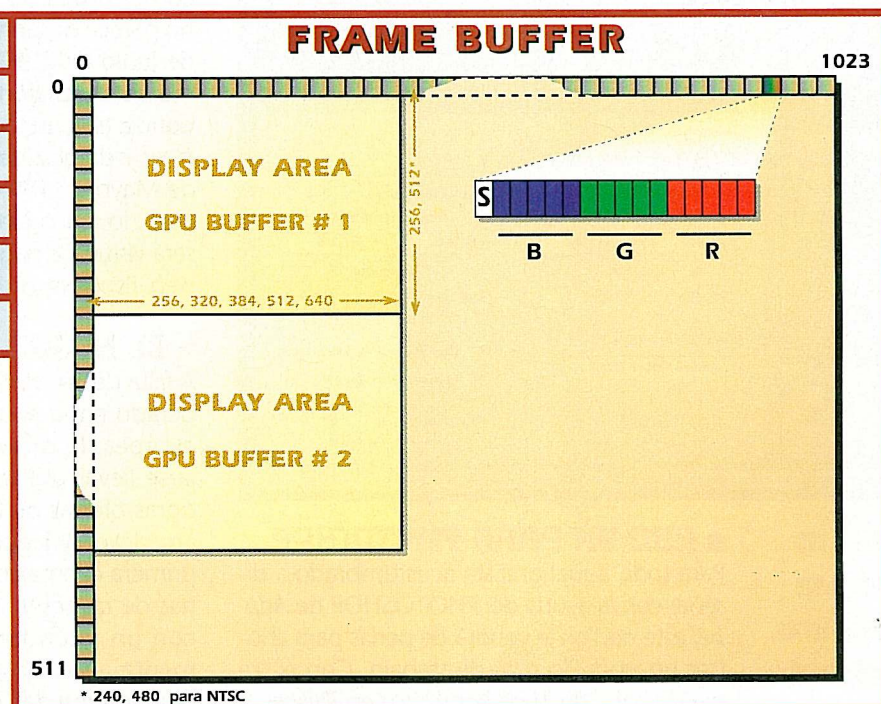 FRAME BUFFER
0
1023
0
DISPLAY AREA
GPU BUFFER # 1
256, 512*
256, 320, 384, 512, 640
S
B G R
DISPLAY AREA
GPU BUFFER # 2
511
* 240, 480 para NTSC